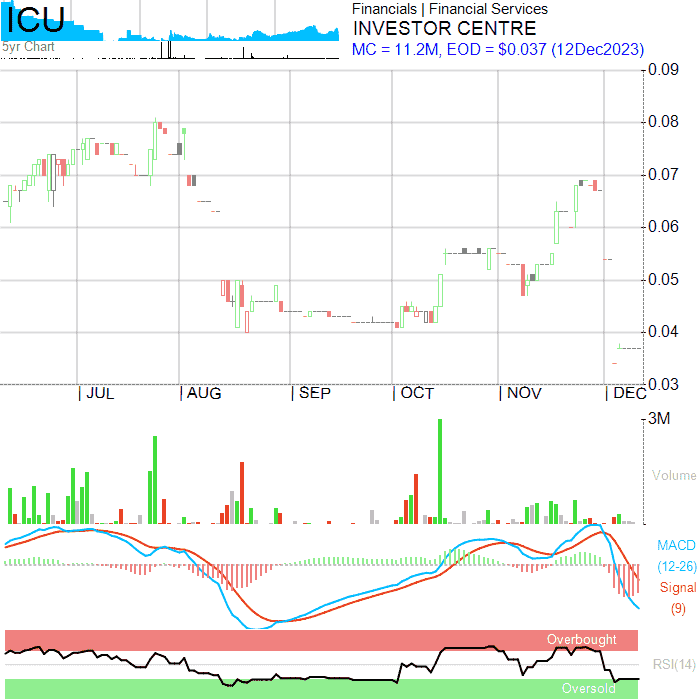 ICU
5yr Chart
Financials | Financial Services
INVESTOR CENTRE
MC = 11.2M, EOD = $0.037 (12Dec2023)
0.09
0.08
0.07
0.06
0.05
0.04
0.03
| JUL | AUG | SEP | OCT | NOV | DEC
3M
Volume
MACD
(12-26)
Signal
(9)
Overbought
RSI(14)
Oversold